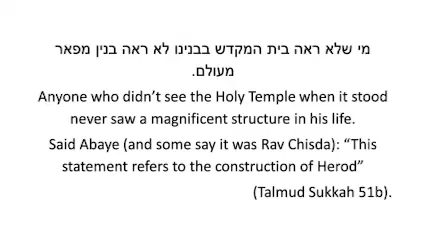 מי שלא ראה בית המקדש בבנינו לא ראה בנין מפאר
מעולם.
Anyone who didn’t see the Holy Temple when it stood
never saw a magnificent structure in his life.
Said Abaye (and some say it was Rav Chisda): “This
statement refers to the construction of Herod”
(Talmud Sukkah 51b).